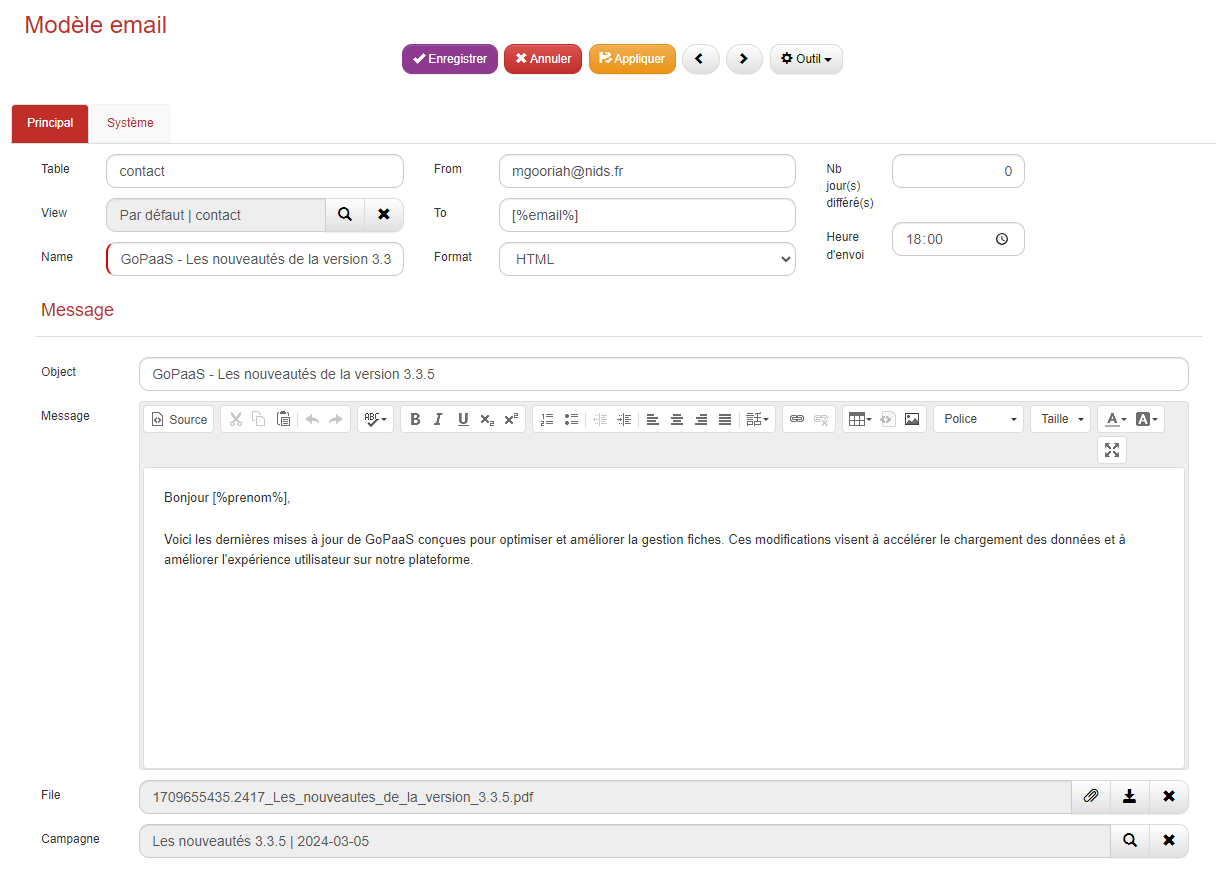 Modèle email
Enregistrer
Annuler
Appliquer
Outil
Principal
Système
Table
contact
From
mgooriah@nids.fr
Nb
jour(s)
différé(s)
0
View
Par défaut | contact
To
[%email%]
Heure
d'envoi
18:00
Name
GoPaaS - Les nouveautés de la version 3.3
Format
HTML
Message
Object
GoPaaS - Les nouveautés de la version 3.3.5
Message
Source
ABC
B I U x₂ x²
Police
Taille
A
A
Bonjour [%prenom%],
Voici les dernières mises à jour de GoPaaS conçues pour optimiser et améliorer la gestion fiches. Ces modifications visent à accélérer le chargement des données et à
améliorer l'expérience utilisateur sur notre plateforme.
File
1709655435.2417_Les_nouveautes_de_la_version_3.3.5.pdf
Campagne
Les nouveautés 3.3.5 | 2024-03-05